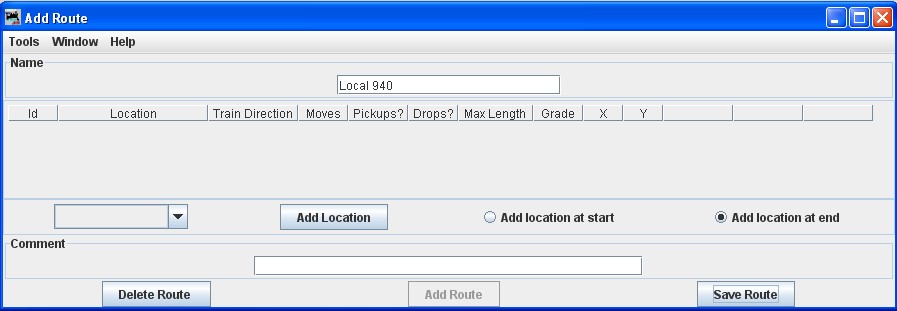 Add Route
Tools Window Help
Name
Local 940
Id Location Train Direction Moves Pickups? Drops? Max Length Grade X Y
Add Location Add location at start Add location at end
Comment
Delete Route Add Route Save Route